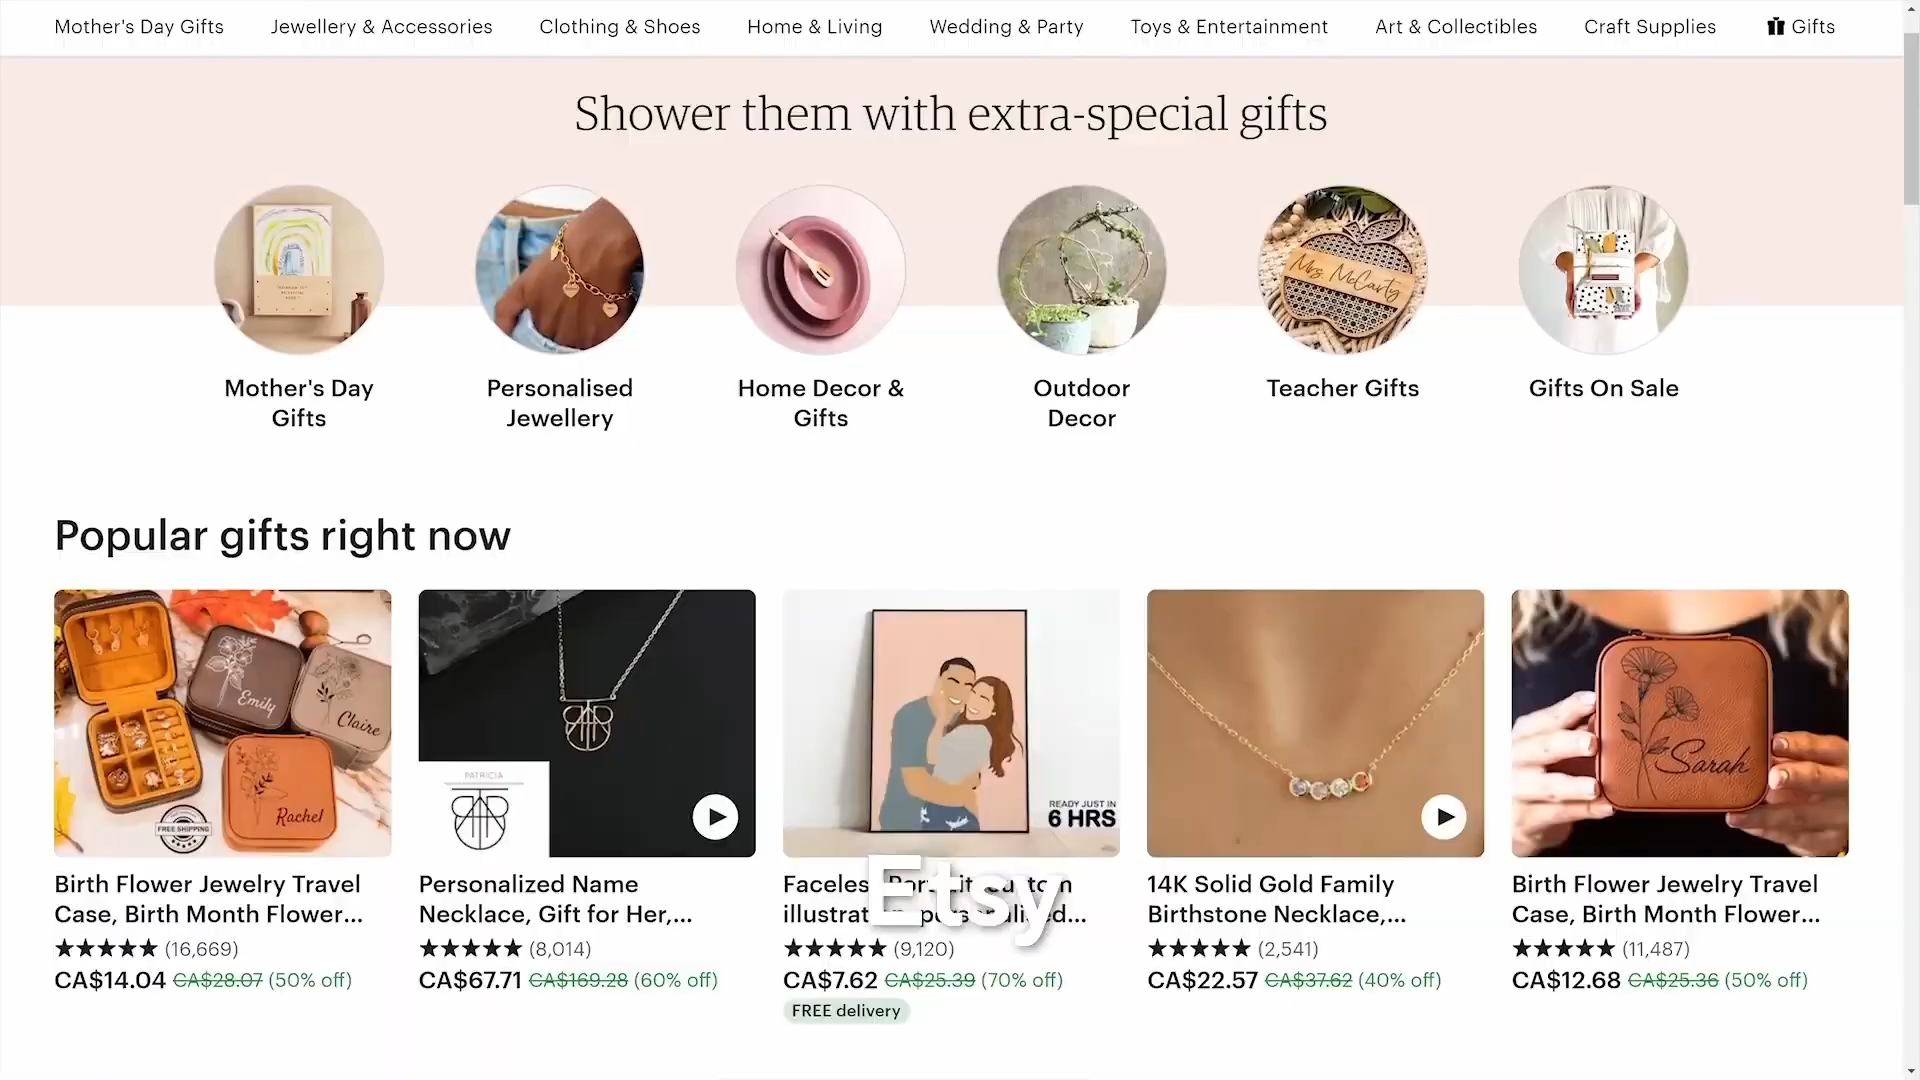 Mother's Day Gifts
Jewellery & Accessories
Clothing & Shoes
Home & Living
Wedding & Party
Toys & Entertainment
Art & Collectibles
Craft Supplies
Gifts
Shower them with extra-special gifts
Mrs. McCarty
Mother's Day
Gifts
Personalised
Jewellery
Home Decor &
Gifts
Outdoor
Decor
Teacher Gifts
Gifts On Sale
Popular gifts right now
Emily
Claire
Rachel
FREE SHIPPING
PATRICIA
READY JUST IN
6 HRS
Sarah
Birth Flower Jewelry Travel
Case, Birth Month Flower...
(16,669)
CA$14.04 CA$28.07 (50% off)
Personalized Name
Necklace, Gift for Her,...
(8,014)
CA$67.71 CA$169.28 (60% off)
Faceless Portrait, Custom
illustration, personalised...
(9,120)
CA$7.62 CA$25.39 (70% off)
FREE delivery
Etsy
14K Solid Gold Family
Birthstone Necklace,...
(2,541)
CA$22.57 CA$37.62 (40% off)
Birth Flower Jewelry Travel
Case, Birth Month Flower...
(11,487)
CA$12.68 CA$25.36 (50% off)